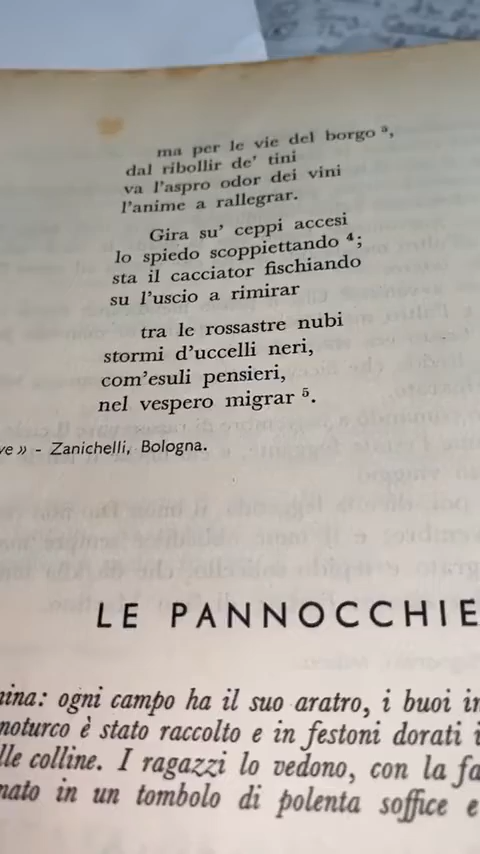 ma per le vie del borgo ³,
dal ribollir de' tini
va l'aspro odor dei vini
l'anime a rallegrar.
Gira su' ceppi accesi
lo spiedo scoppiettando ⁴;
sta il cacciator fischiando
su l'uscio a rimirar
tra le rossastre nubi
stormi d'uccelli neri,
com'esuli pensieri,
nel vespero migrar ⁵.
ve » - Zanichelli, Bologna.
LE PANNOCCHIE
nina: ogni campo ha il suo aratro, i buoi in
noturco è stato raccolto e in festoni dorati i
lle colline. I ragazzi lo vedono, con la fa
nato in un tombolo di polenta soffice e